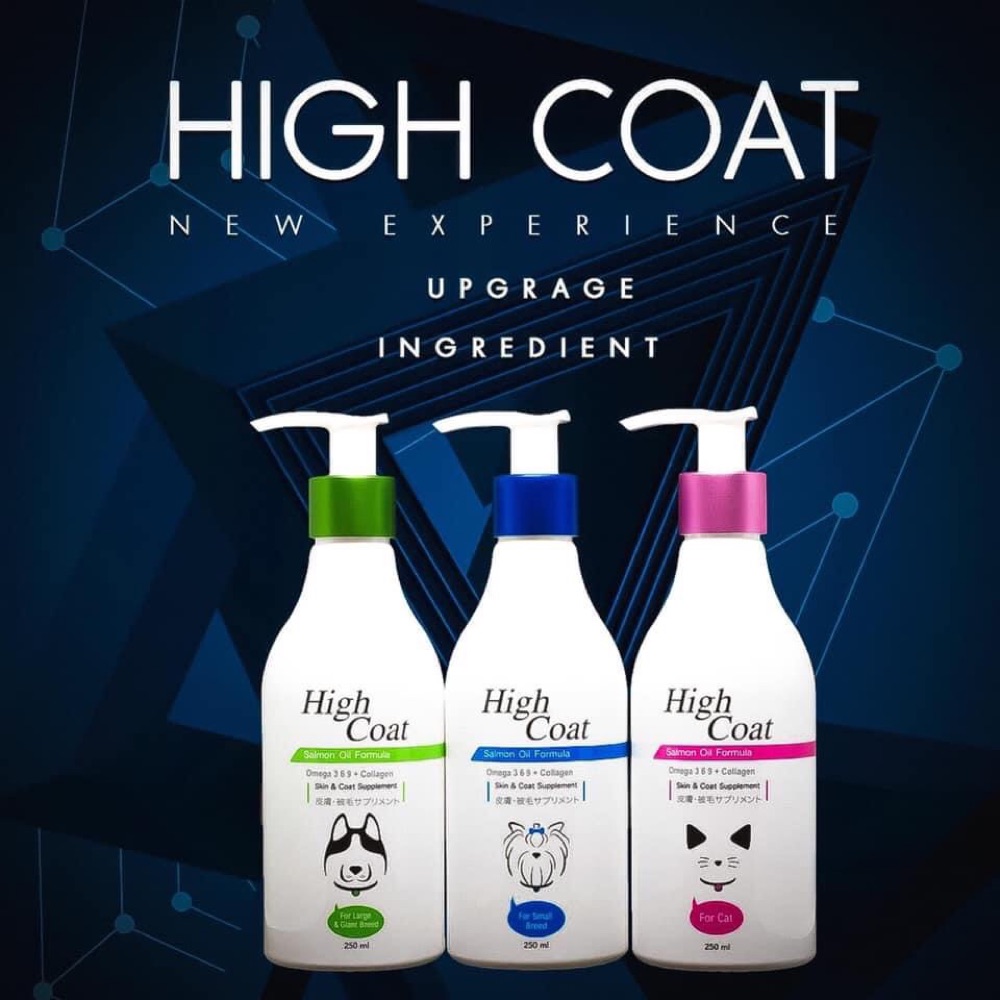 HIGH COAT
NEW EXPERIENCE
UPGRAGE
INGREDIENT
High
Coat
Salmon Oil Formula
Omega 3 6 9 + Collagen
Skin & Coat Supplement
皮膚・被毛サプリメント
For Large
& Giant Breed
250 ml
High
Coat
Salmon Oil Formula
Omega 3 6 9 + Collagen
Skin & Coat Supplement
皮膚・被毛サプリメント
For Small
Breed
250 ml
High
Coat
Salmon Oil Formula
Omega 3 6 9 + Collagen
Skin & Coat Supplement
皮膚・被毛サプリメント
For Cat
250 ml